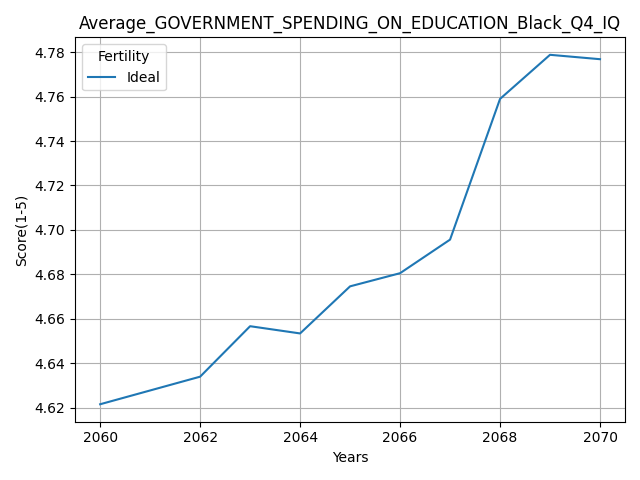 Average_GOVERNMENT_SPENDING_ON_EDUCATION_Black_Q4_IQ
Fertility
Ideal
4.78
4.76
4.74
4.72
4.70
4.68
4.66
4.64
4.62
Score(1-5)
2060 2062 2064 2066 2068 2070
Years